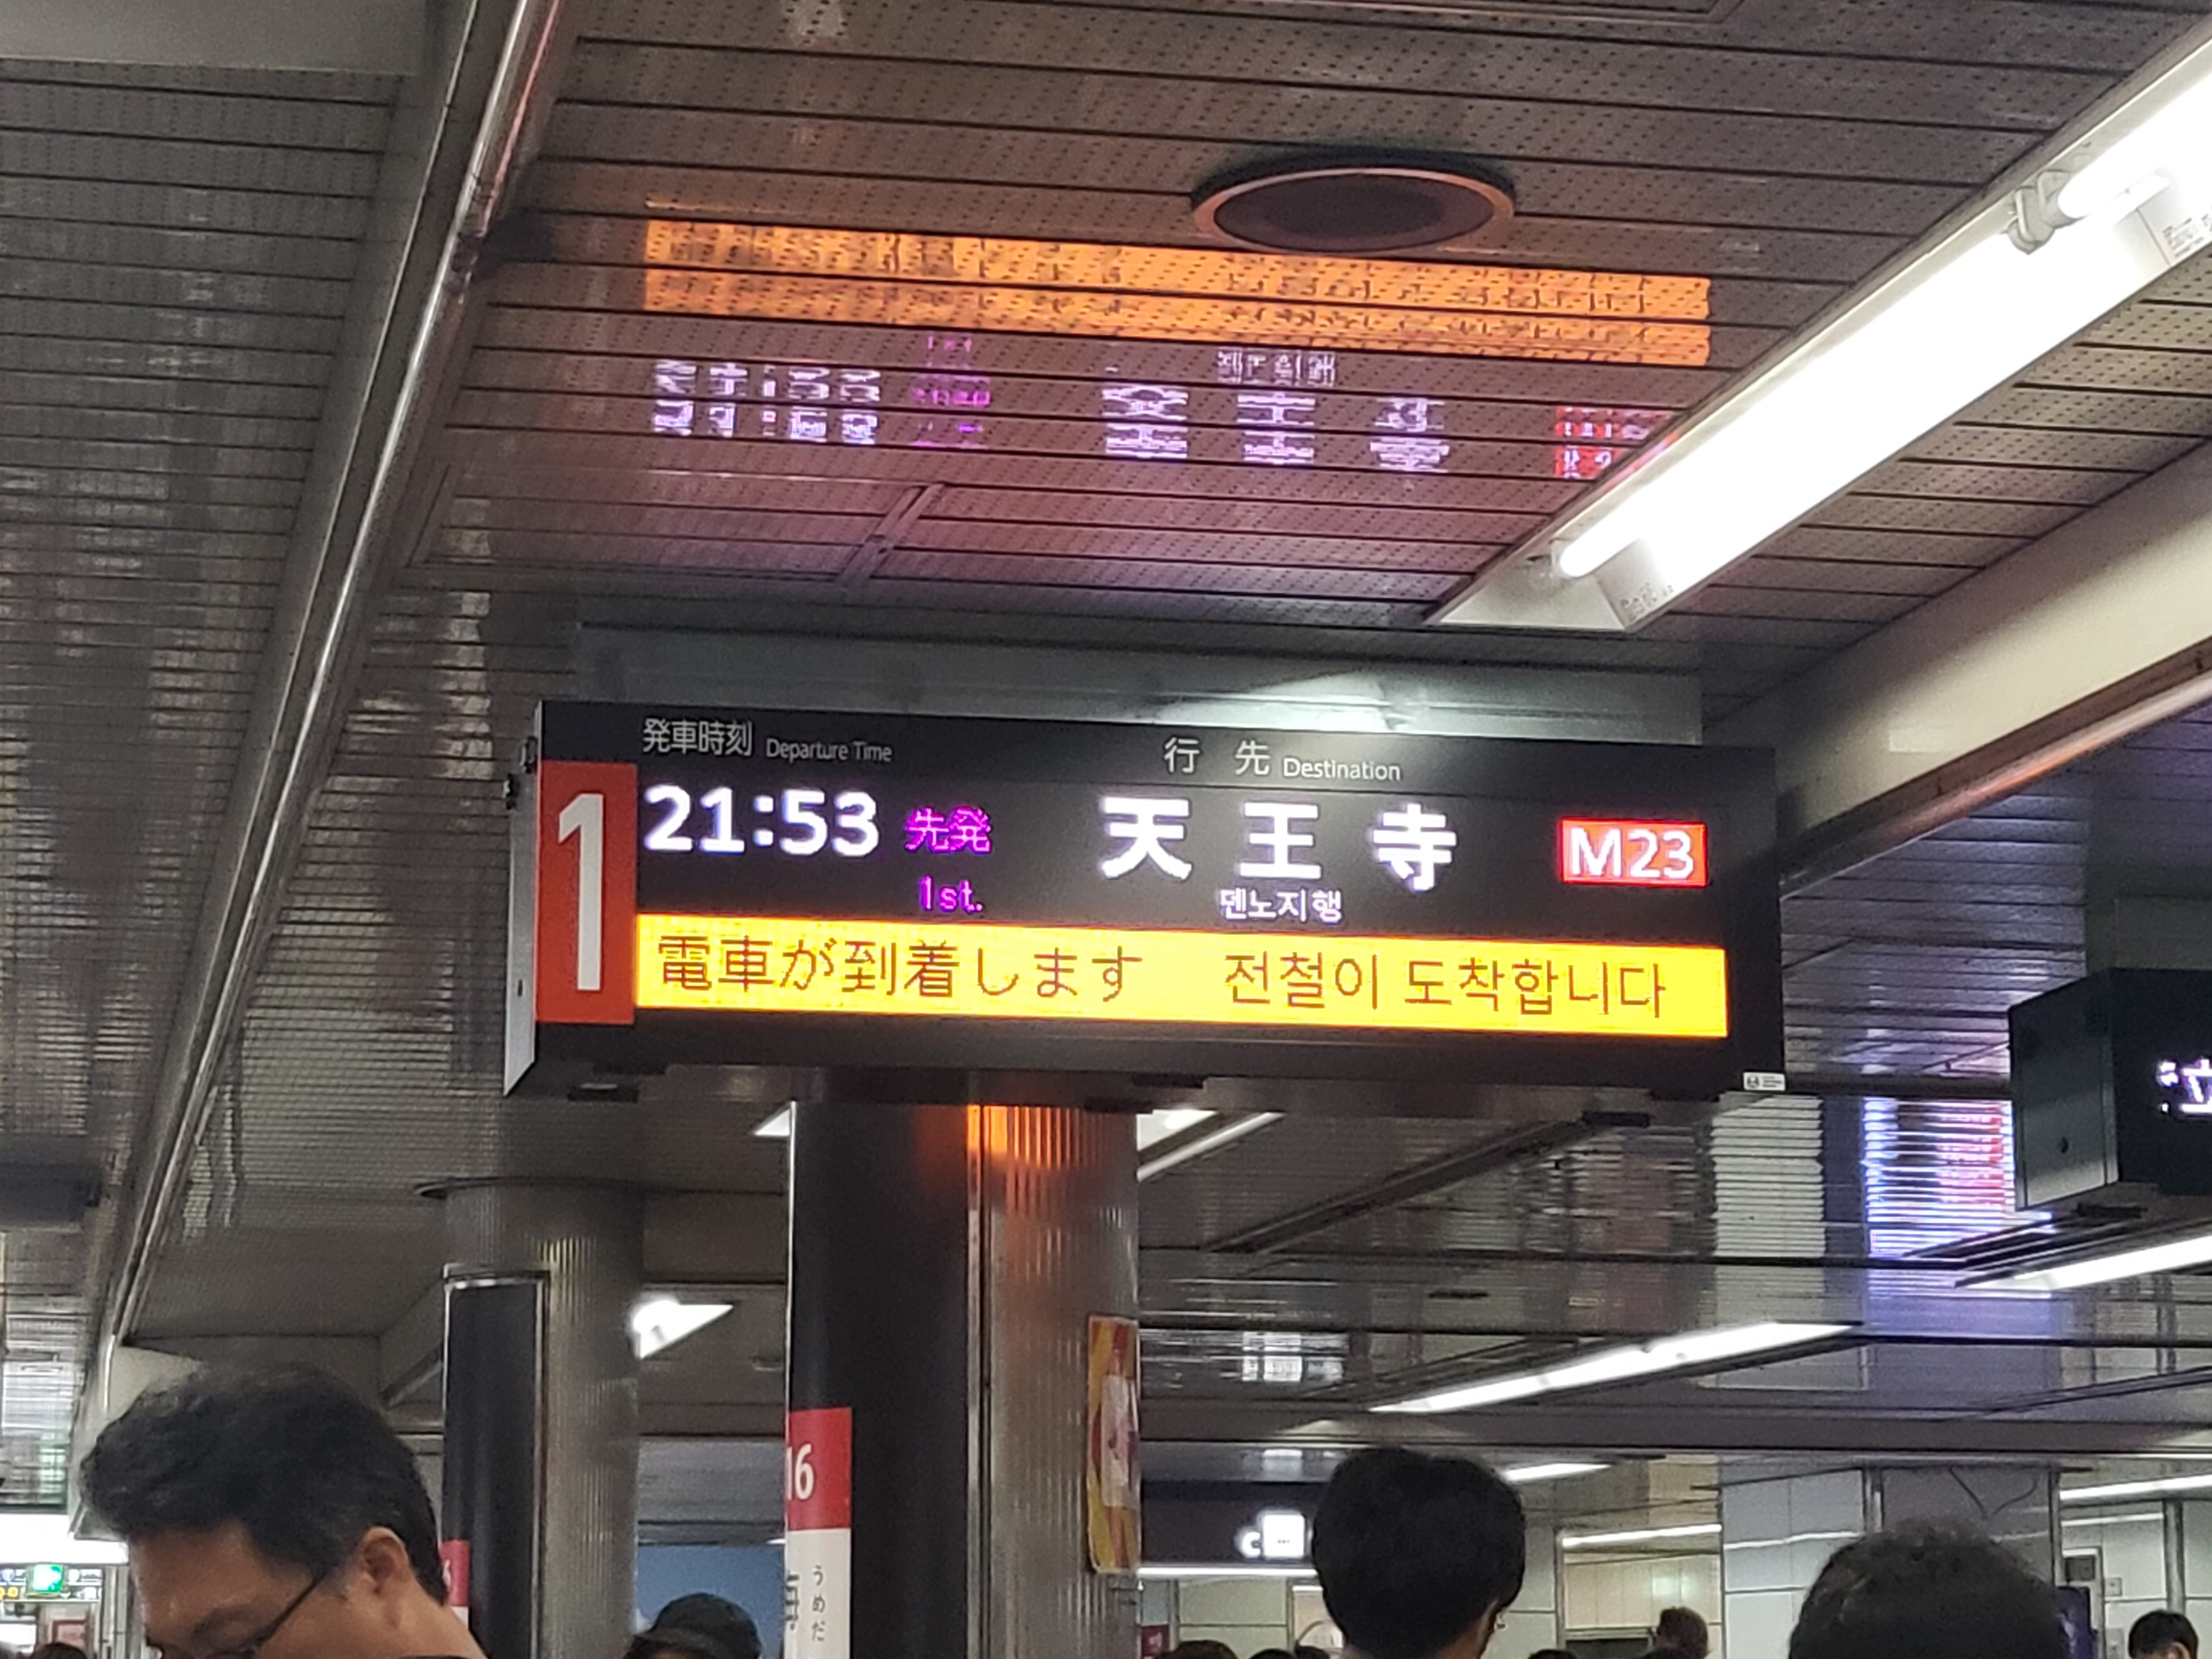 発車時刻 Departure Time 行先 Destination
1 21:53 先発 天王寺 M23
1st. 덴노지행
電車が到着します 전철이 도착합니다
16
うめだ